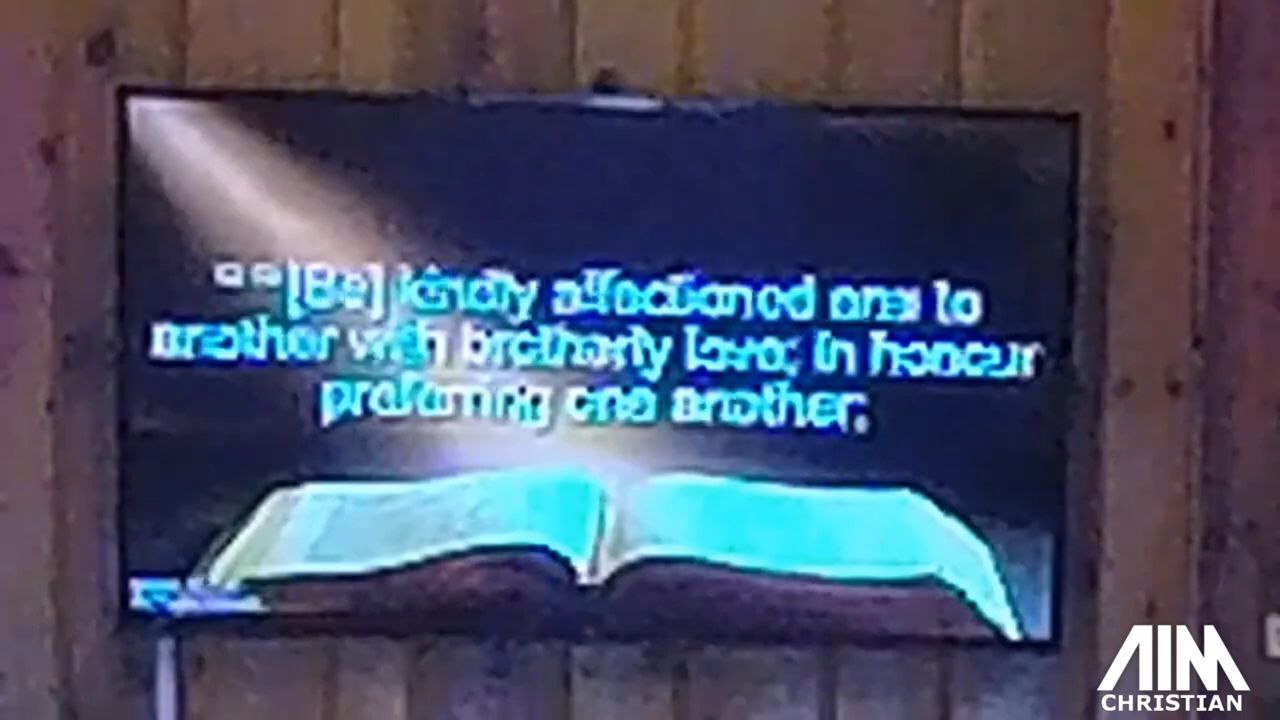 [Be] kindly affectioned one to
another with brotherly love; in honour
preferring one another;
AIM
CHRISTIAN